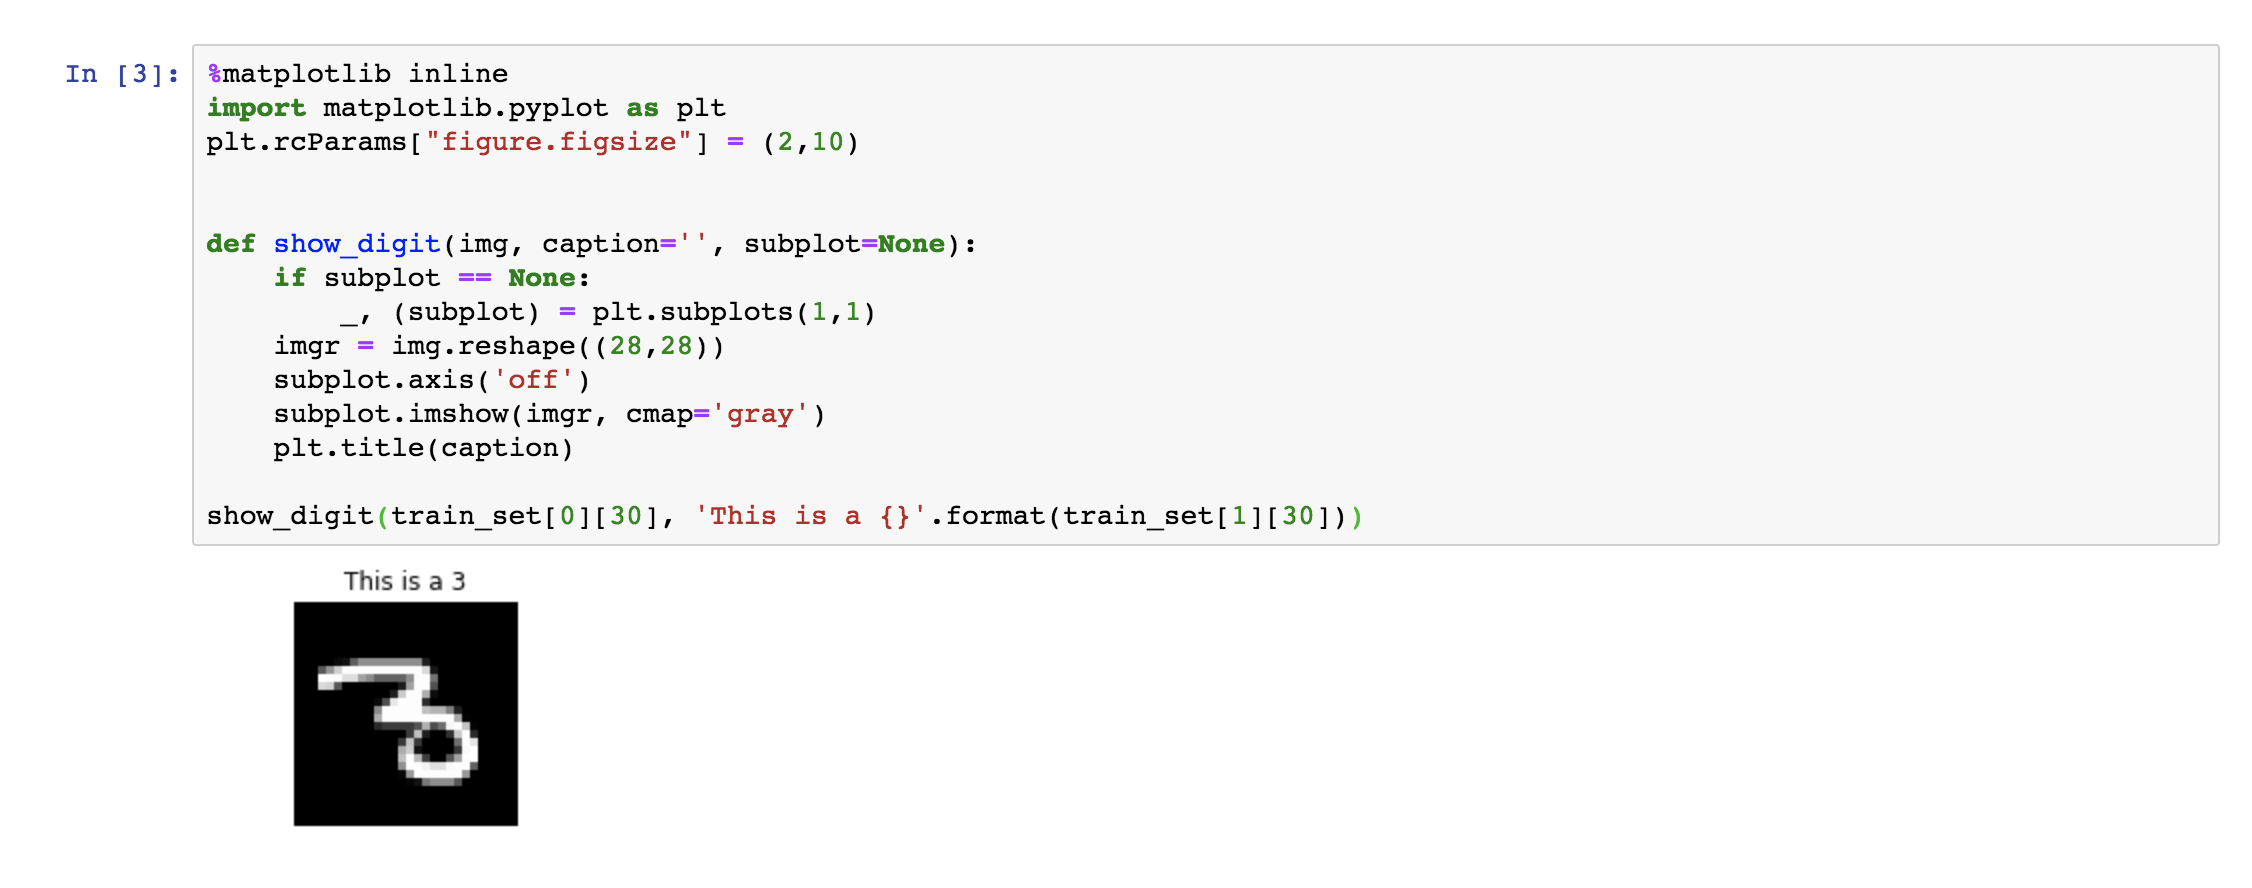 In [3]:
%matplotlib inline
import matplotlib.pyplot as plt
plt.rcParams["figure.figsize"] = (2,10)
def show_digit(img, caption='', subplot=None):
    if subplot == None:
        _, (subplot) = plt.subplots(1,1)
    imgr = img.reshape((28,28))
    subplot.axis('off')
    subplot.imshow(imgr, cmap='gray')
    plt.title(caption)
show_digit(train_set[0][30], 'This is a {}'.format(train_set[1][30]))
This is a 3
3